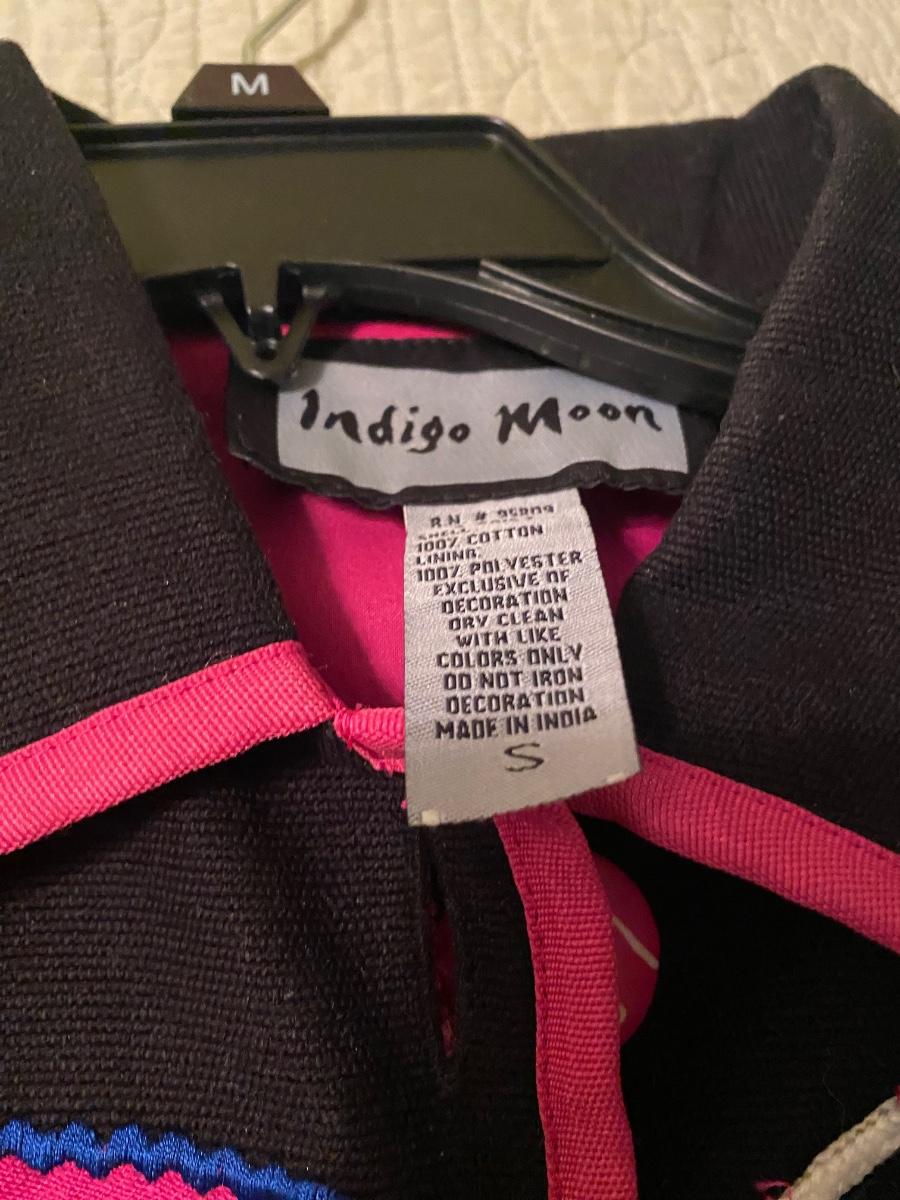 M
Indigo Moon
R.N. #
SHELL
100% COTTON
LINING.
100% POLYESTER
EXCLUSIVE OF
DECORATION
DRY CLEAN
WITH LIKE
COLORS ONLY
DO NOT IRON
DECORATION
MADE IN INDIA
S